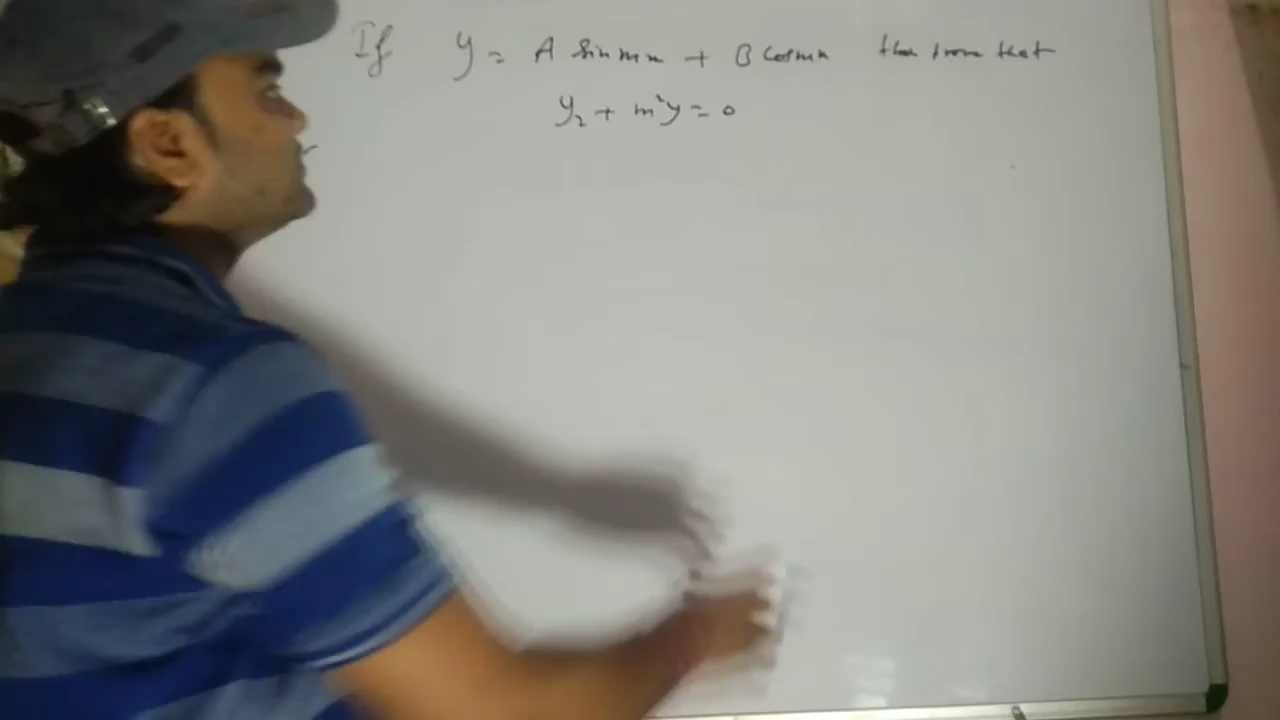 If y = A sin mx + B cos mx then prove that
y₂ + m²y = 0